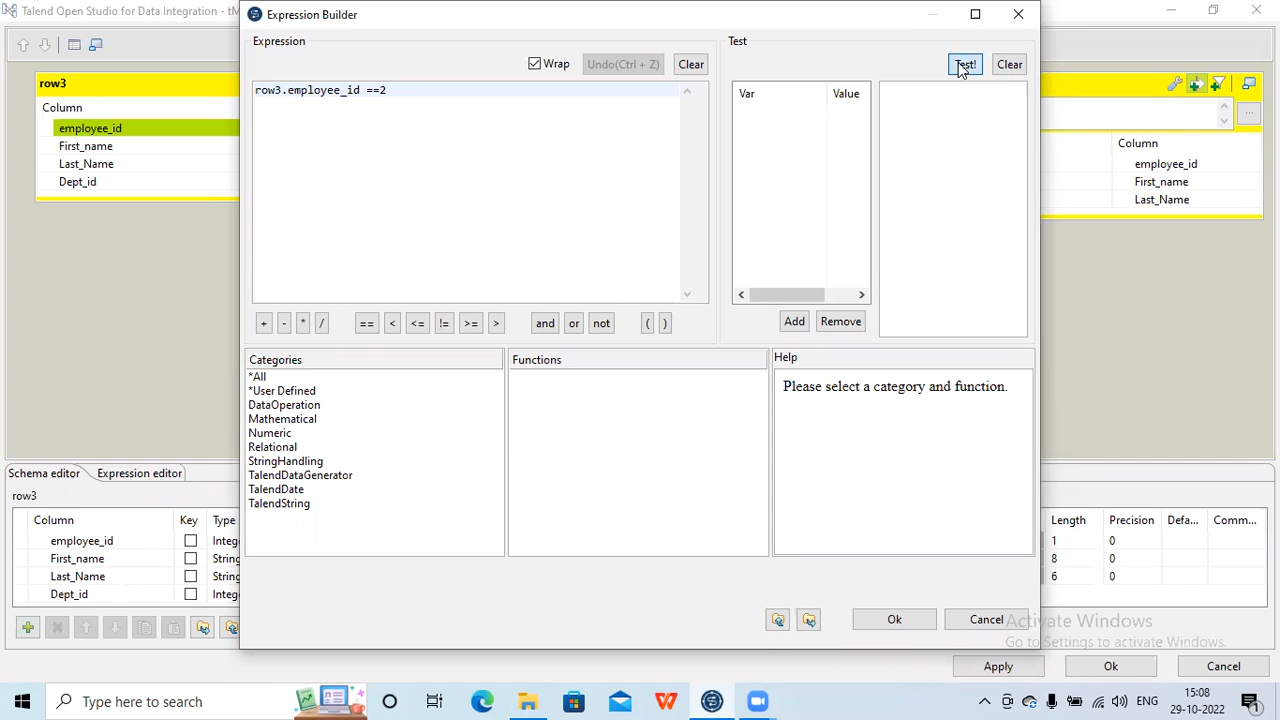 Talend Open Studio for Data Integration - tM
Expression Builder
Expression
Wrap
Undo(Ctrl + Z)
Clear
Test
Test!
Clear
row3
Column
employee_id
First_name
Last_Name
Dept_id
row3.employee_id ==2
Var
Value
...
Column
employee_id
First_name
Last_Name
+
-
*
/
==
<
<=
!=
>=
>
and
or
not
(
)
Add
Remove
Categories
*All
*User Defined
DataOperation
Mathematical
Numeric
Relational
StringHandling
TalendDataGenerator
TalendDate
TalendString
Functions
Help
Please select a category and function.
Schema editor
Expression editor
row3
Column
Key
Type
employee_id
Integ
First_name
String
Last_Name
String
Dept_id
Integ
Length
Precision
Defa...
Comm...
1
0
8
0
6
0
Ok
Cancel
Activate Windows
Go to Settings to activate Windows.
Apply
Ok
Cancel
Type here to search
ENG
15:08
29-10-2022
1